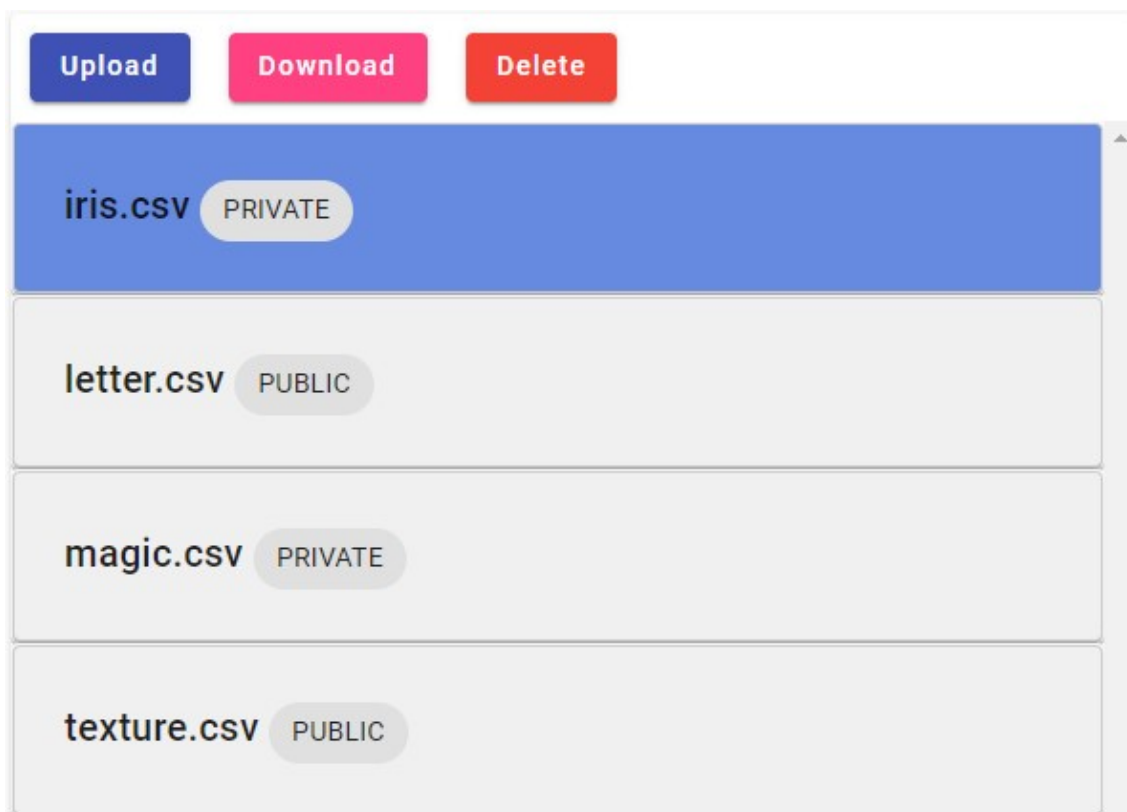 Upload Download Delete
iris.csv PRIVATE
letter.csv PUBLIC
magic.csv PRIVATE
texture.csv PUBLIC